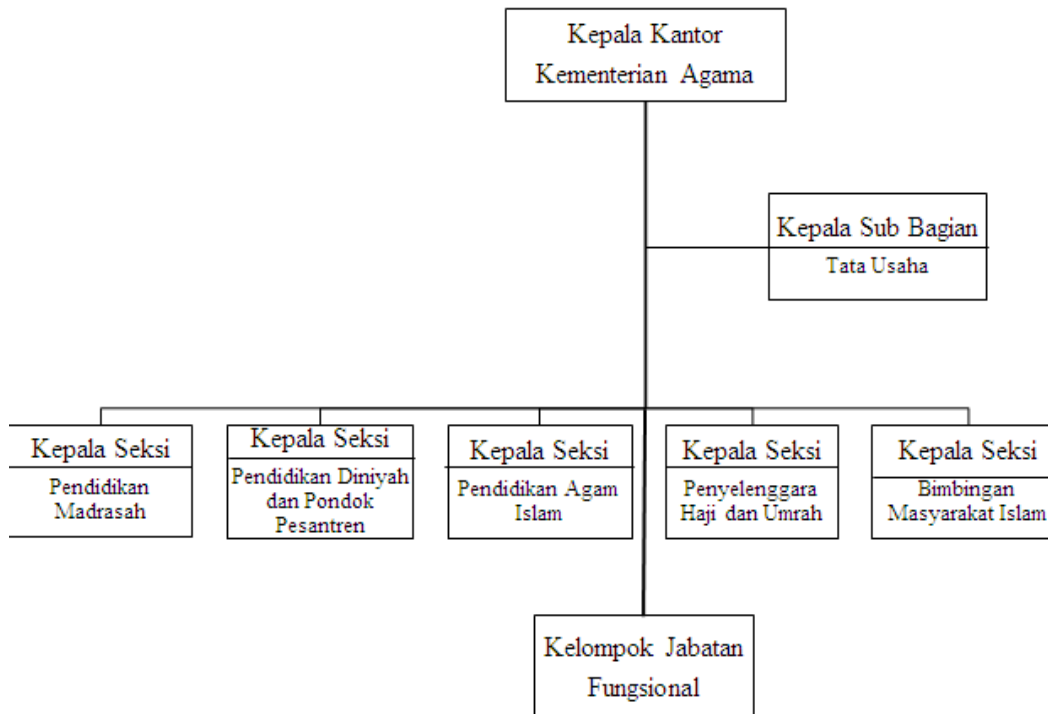 Kepala Kantor
Kementerian Agama
Kepala Sub Bagian
Tata Usaha
Kepala Seksi
Pendidikan
Madrasah
Kepala Seksi
Pendidikan Diniyah
dan Pondok
Pesantren
Kepala Seksi
Pendidikan Agam
Islam
Kepala Seksi
Penyelenggara
Haji dan Umrah
Kepala Seksi
Bimbingan
Masyarakat Islam
Kelompok Jabatan
Fungsional